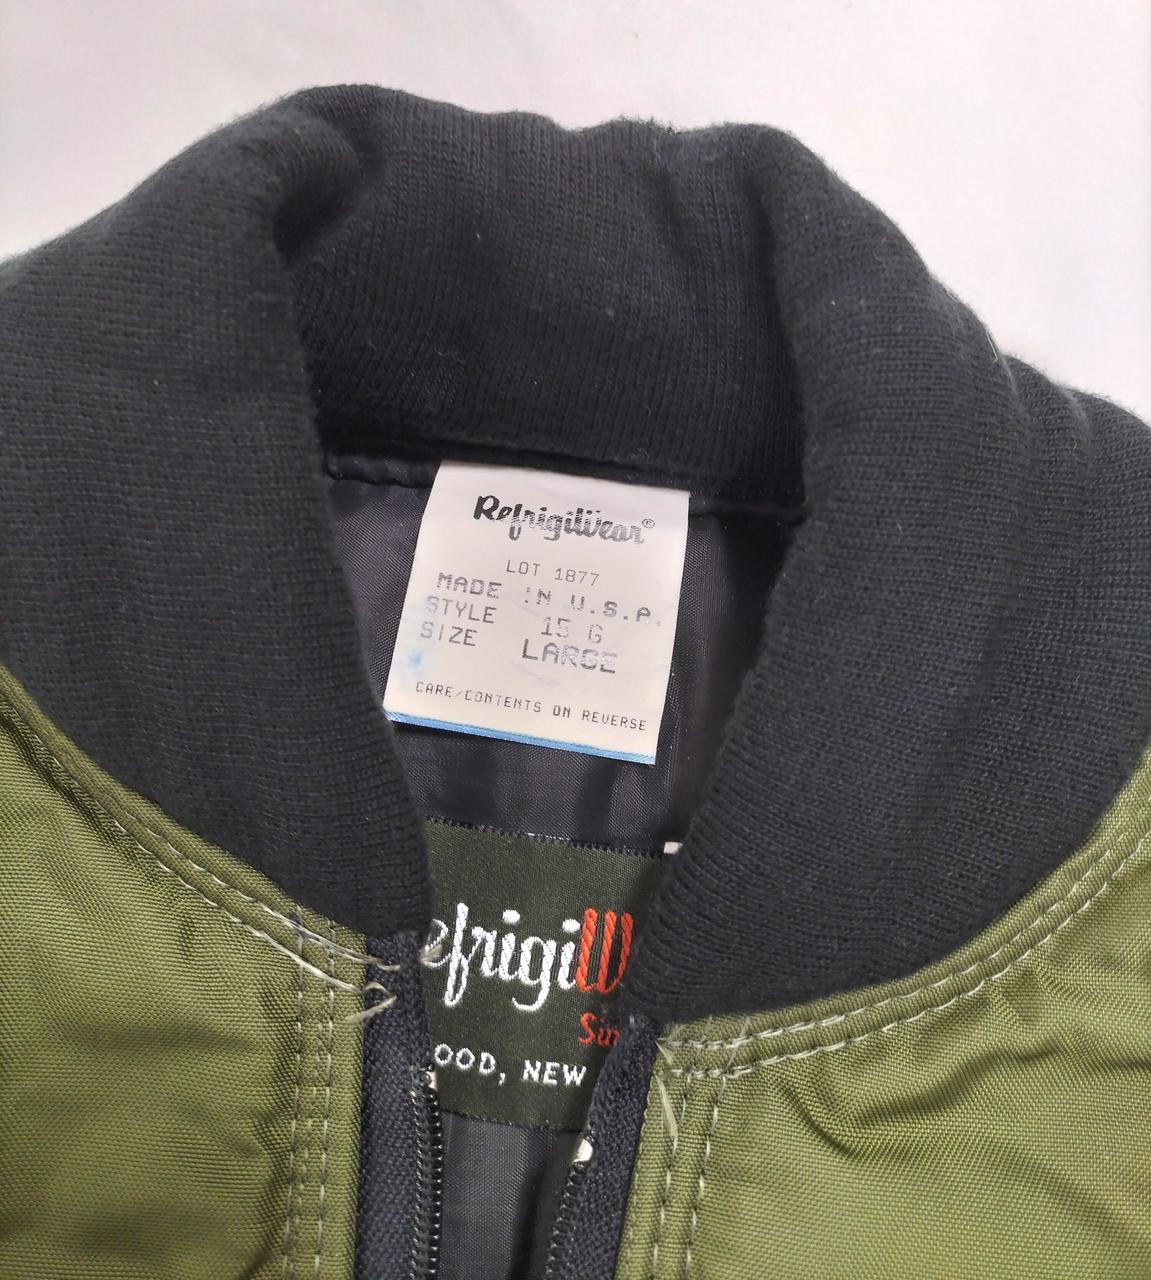 RefrigiWear®
LOT 1877
MADE IN U.S.A.
STYLE 15 G
SIZE LARGE
CARE/CONTENTS ON REVERSE
efrigiW
Sin
OOD, NEW